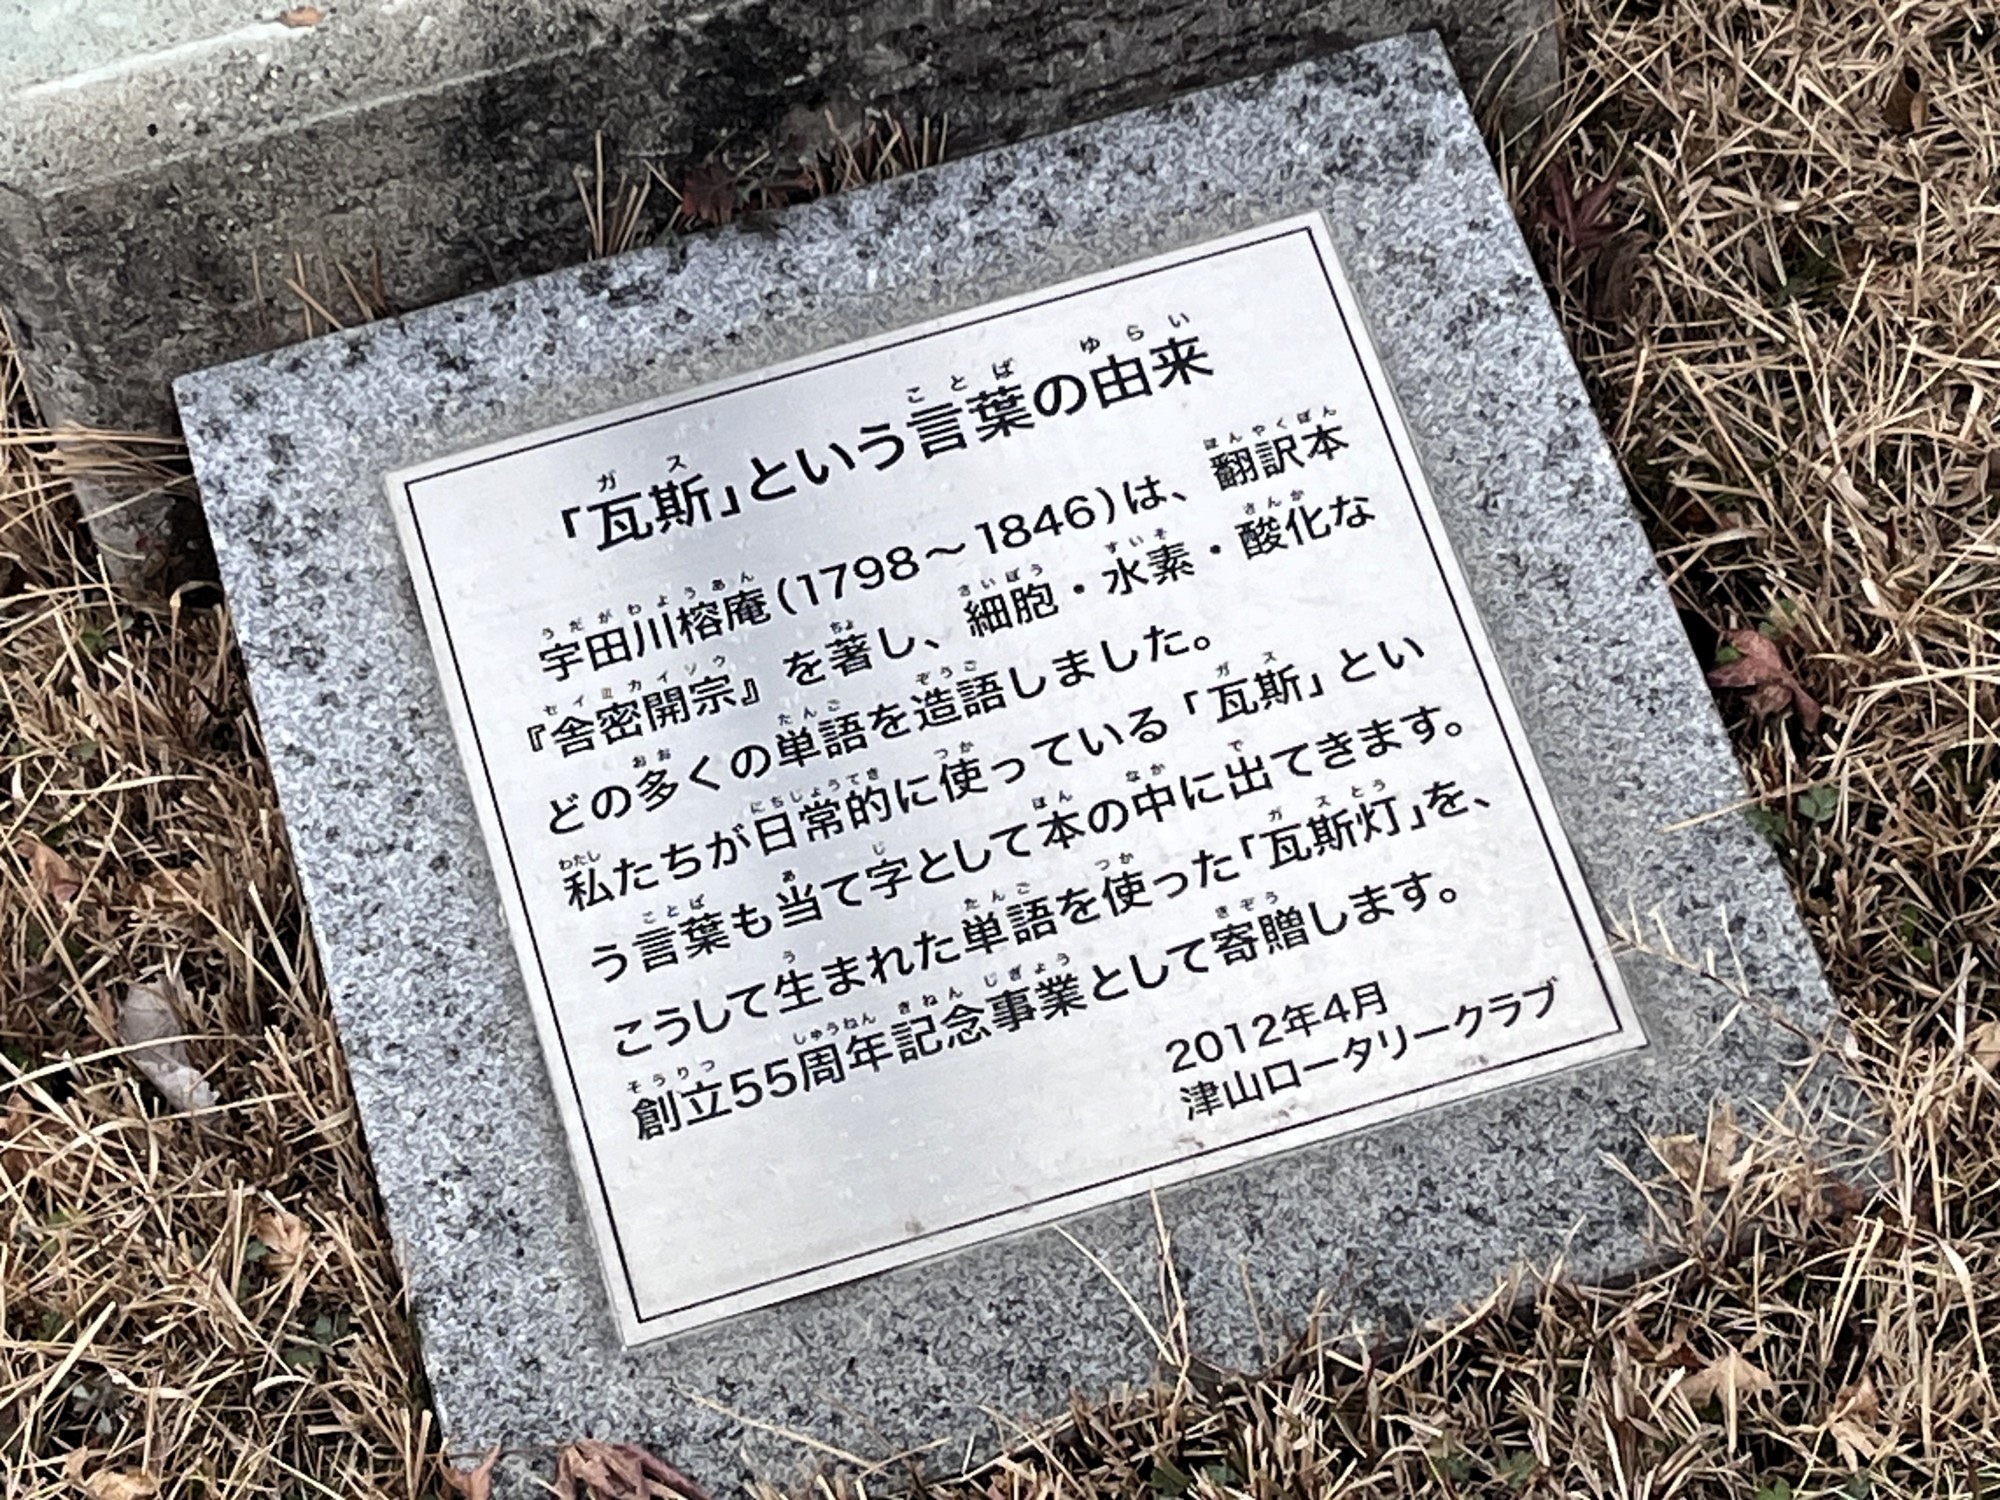 「瓦斯」という言葉の由来
宇田川榕庵(1798～1846)は、翻訳本
『舎密開宗』を著し、細胞・水素・酸化な
どの多くの単語を造語しました。
私たちが日常的に使っている「瓦斯」とい
う言葉も当て字として本の中に出てきます。
こうして生まれた単語を使った「瓦斯灯」を、
創立55周年記念事業として寄贈します。
2012年4月
津山ロータリークラブ